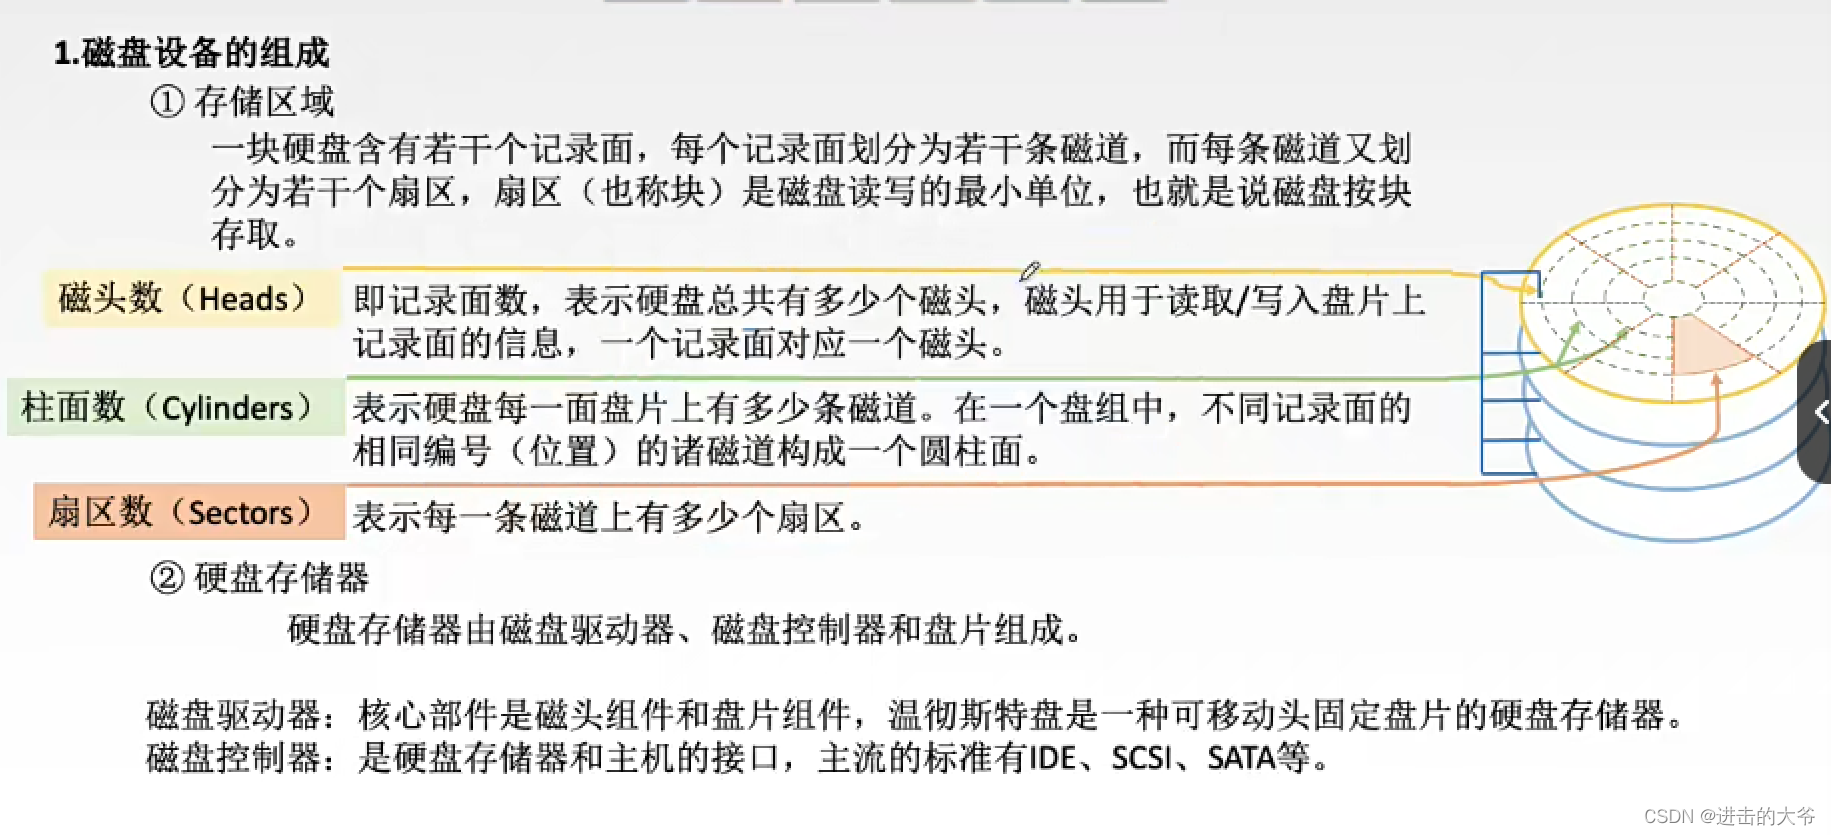 1.磁盘设备的组成
① 存储区域
一块硬盘含有若干个记录面，每个记录面划分为若干条磁道，而每条磁道又划
分为若干个扇区，扇区（也称块）是磁盘读写的最小单位，也就是说磁盘按块
存取。
磁头数（Heads）
即记录面数，表示硬盘总共有多少个磁头，磁头用于读取/写入盘片上
记录面的信息，一个记录面对应一个磁头。
柱面数（Cylinders）
表示硬盘每一面盘片上有多少条磁道。在一个盘组中，不同记录面的
相同编号（位置）的诸磁道构成一个圆柱面。
扇区数（Sectors）
表示每一条磁道上有多少个扇区。
② 硬盘存储器
硬盘存储器由磁盘驱动器、磁盘控制器和盘片组成。
磁盘驱动器：核心部件是磁头组件和盘片组件，温彻斯特盘是一种可移动头固定盘片的硬盘存储器。
磁盘控制器：是硬盘存储器和主机的接口，主流的标准有IDE、SCSI、SATA等。
CSDN @进击的大爷